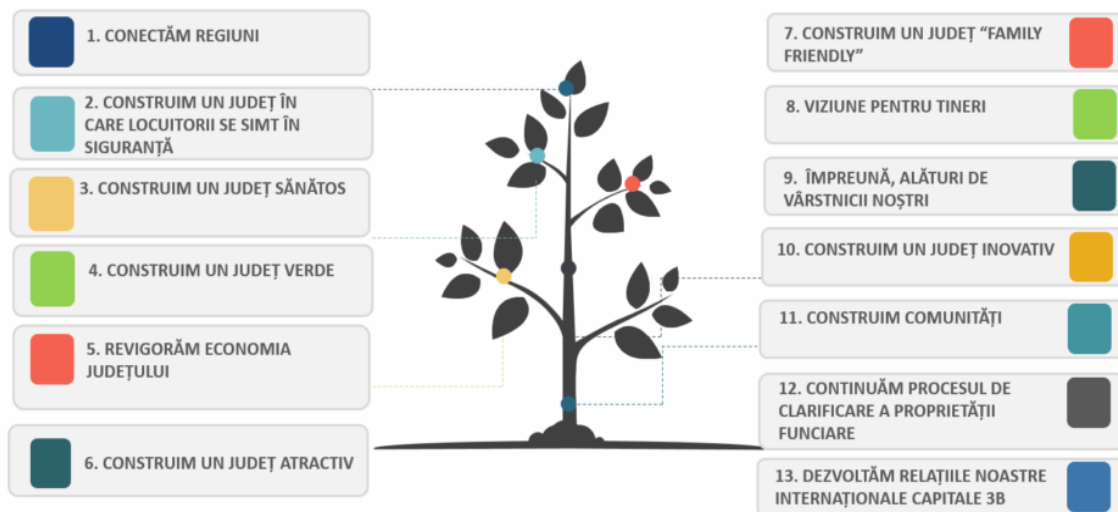 1. CONECTĂM REGIUNI
2. CONSTRUIM UN JUDEȚ ÎN
CARE LOCUITORII SE SIMT ÎN
SIGURANȚĂ
3. CONSTRUIM UN JUDEȚ SĂNĂTOS
4. CONSTRUIM UN JUDEȚ VERDE
5. REVIGORĂM ECONOMIA
JUDEȚULUI
6. CONSTRUIM UN JUDEȚ ATRACTIV
7. CONSTRUIM UN JUDEȚ “FAMILY
FRIENDLY”
8. VIZIUNE PENTRU TINERI
9. ÎMPREUNĂ, ALĂTURI DE
VÂRSTNICII NOȘTRI
10. CONSTRUIM UN JUDEȚ INOVATIV
11. CONSTRUIM COMUNITĂȚI
12. CONTINUĂM PROCESUL DE
CLARIFICARE A PROPRIETĂȚII
FUNCIARE
13. DEZVOLTĂM RELAȚIILE NOASTRE
INTERNAȚIONALE CAPITALE 3B